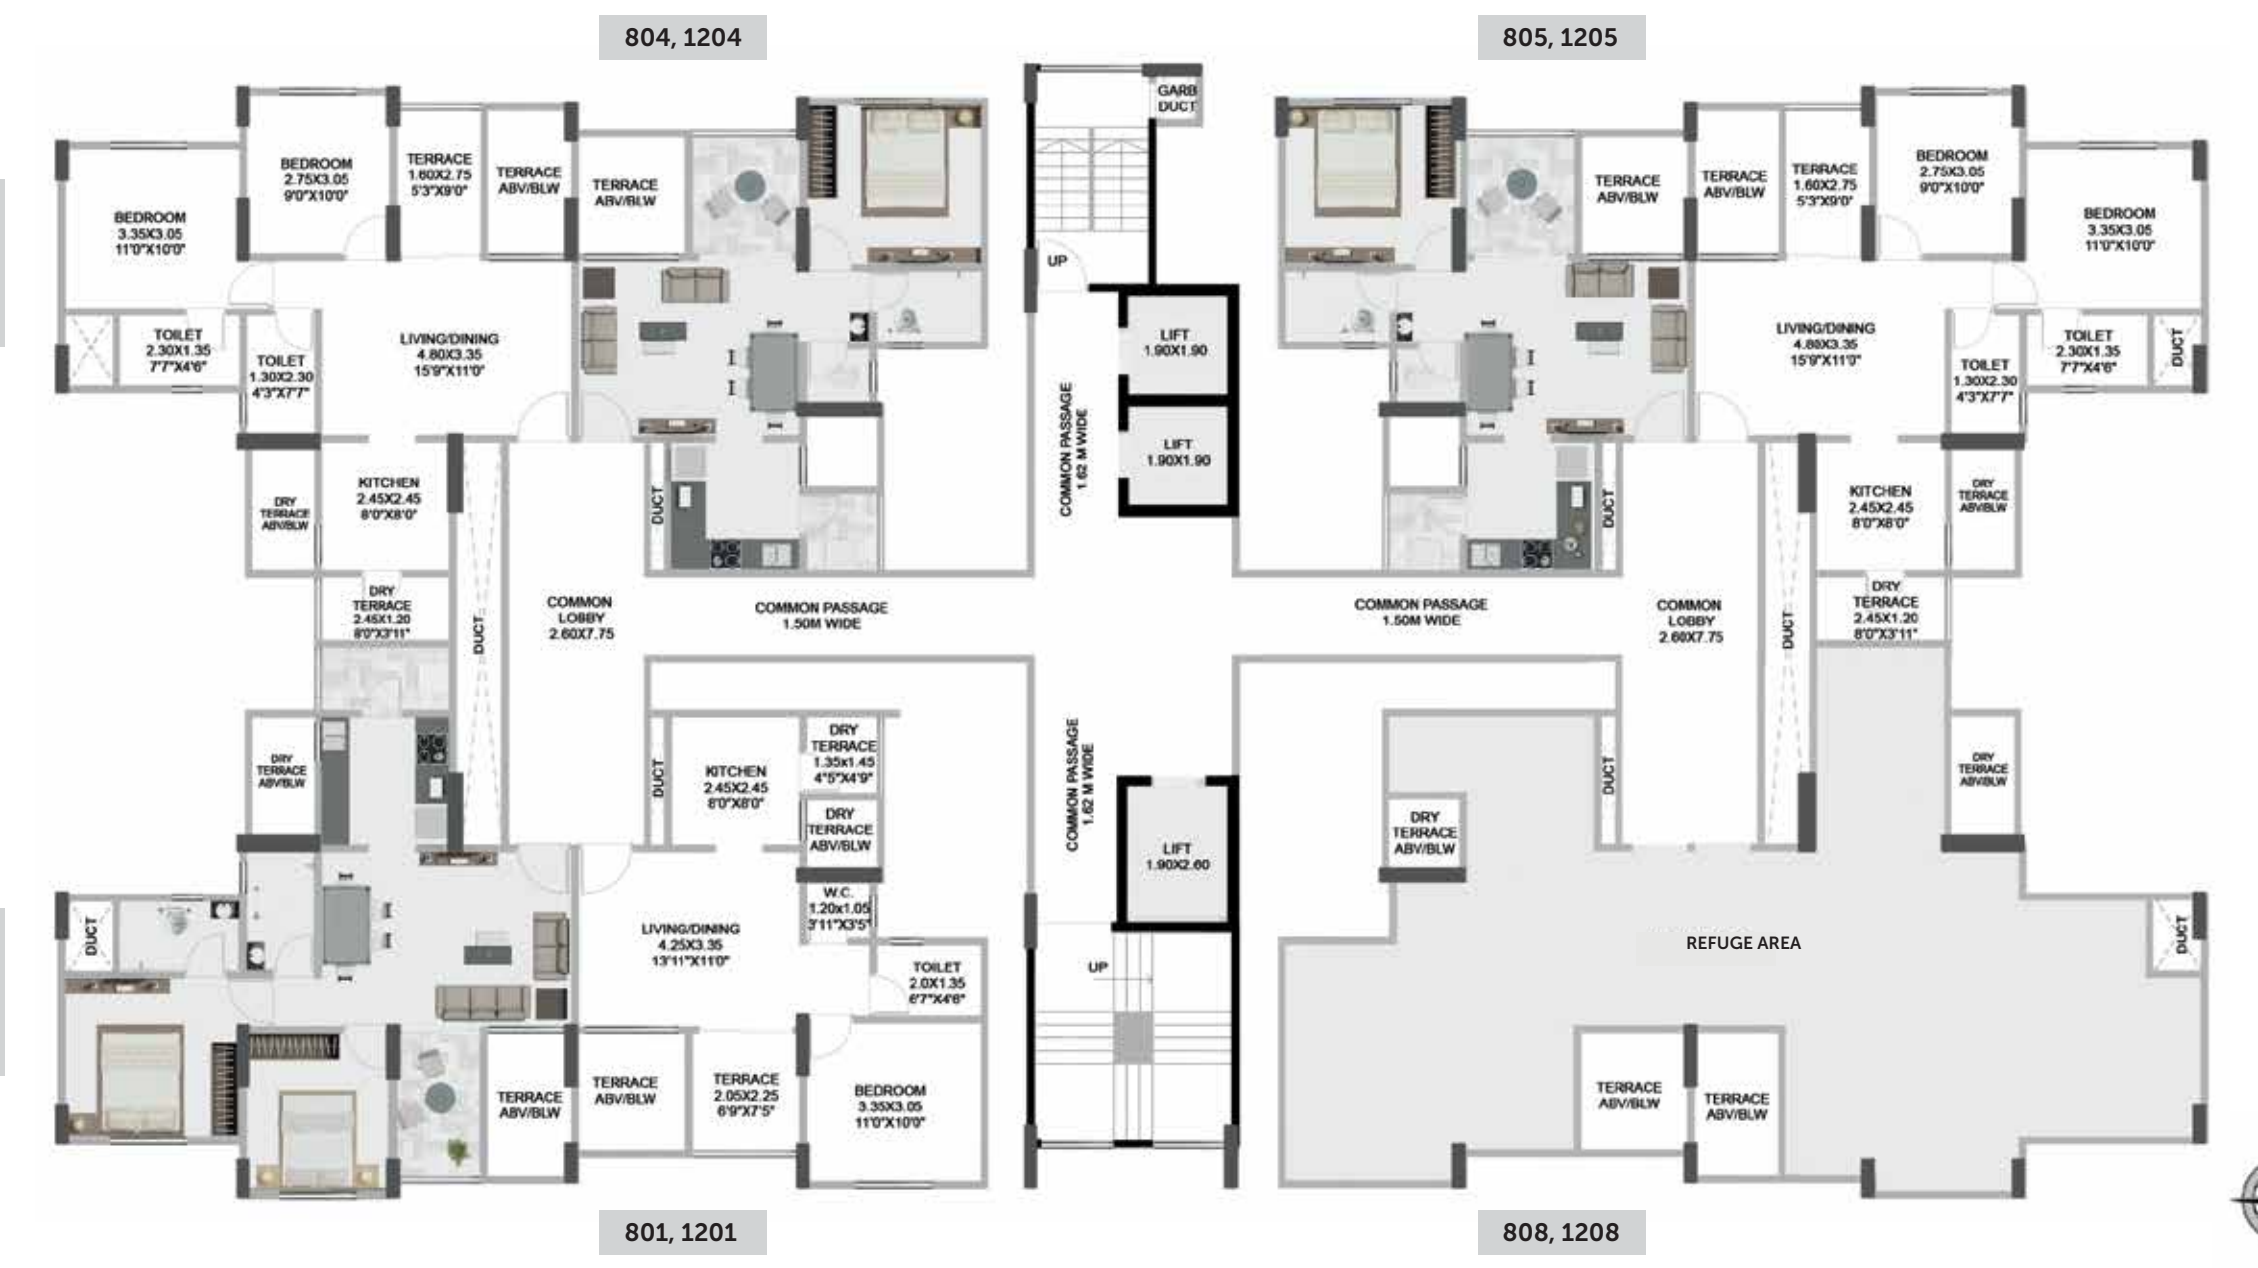 804, 1204
805, 1205
GARB
DUCT
BEDROOM
2.75X3.05
9'0"X10'0"
TERRACE
1.60X2.75
5'3"X9'0"
TERRACE
ABV/BLW
TERRACE
ABV/BLW
BEDROOM
3.35X3.05
11'0"X10'0"
TOILET
2.30X1.35
7'7"X4'6"
TOILET
1.30X2.30
4'3"X7'7"
LIVING/DINING
4.80X3.35
15'9"X11'0"
DRY
TERRACE
ABV/BLW
KITCHEN
2.45X2.45
8'0"X8'0"
DUCT
DRY
TERRACE
2.45X1.20
8'0"X3'11"
DUCT
COMMON
LOBBY
2.60X7.75
COMMON PASSAGE
1.50M WIDE
UP
LIFT
1.90X1.90
LIFT
1.90X1.90
COMMON PASSAGE
1.62 M WIDE
TERRACE
ABV/BLW
TERRACE
ABV/BLW
TERRACE
1.60X2.75
5'3"X9'0"
BEDROOM
2.75X3.05
9'0"X10'0"
BEDROOM
3.35X3.05
11'0"X10'0"
LIVING/DINING
4.80X3.35
15'9"X11'0"
TOILET
1.30X2.30
4'3"X7'7"
TOILET
2.30X1.35
7'7"X4'6"
DUCT
DUCT
KITCHEN
2.45X2.45
8'0"X8'0"
DRY
TERRACE
ABV/BLW
COMMON PASSAGE
1.50M WIDE
COMMON
LOBBY
2.60X7.75
DUCT
DRY
TERRACE
2.45X1.20
8'0"X3'11"
DRY
TERRACE
ABV/BLW
DUCT
KITCHEN
2.45X2.45
8'0"X8'0"
DRY
TERRACE
1.35x1.45
4'5"X4'9"
DRY
TERRACE
ABV/BLW
W.C.
1.20x1.05
3'11"X3'5"
DUCT
LIVING/DINING
4.25X3.35
13'11"X11'0"
TOILET
2.0X1.35
6'7"X4'6"
TERRACE
ABV/BLW
TERRACE
ABV/BLW
TERRACE
2.05X2.25
6'9"X7'5"
BEDROOM
3.35X3.05
11'0"X10'0"
COMMON PASSAGE
1.62 M WIDE
LIFT
1.90X2.60
UP
DUCT
DRY
TERRACE
ABV/BLW
DRY
TERRACE
ABV/BLW
REFUGE AREA
DUCT
TERRACE
ABV/BLW
TERRACE
ABV/BLW
801, 1201
808, 1208